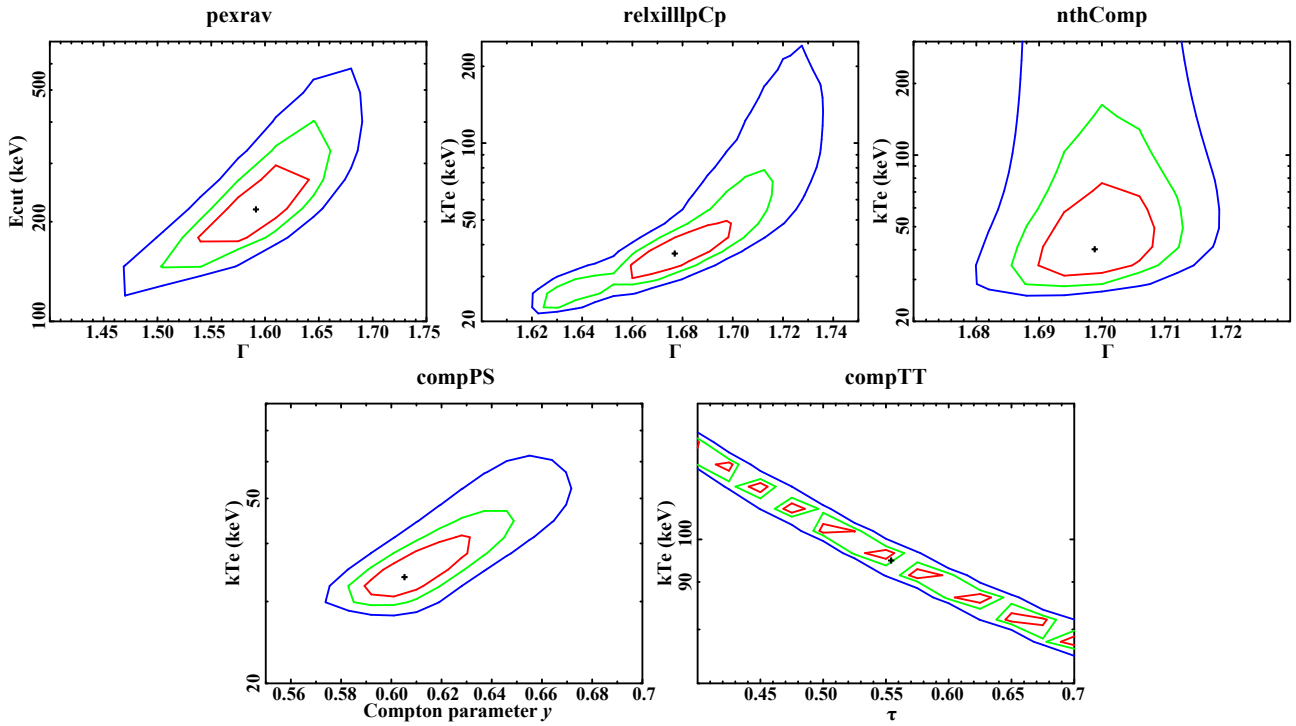 pexrav
relxilllpCp
nthComp
Ecut (keV)
500
200
100
1.45 1.50 1.55 1.60 1.65 1.70 1.75
Γ
kTe (keV)
200
100
50
20
1.62 1.64 1.66 1.68 1.70 1.72 1.74
Γ
kTe (keV)
200
100
50
20
1.68 1.69 1.70 1.71 1.72
Γ
compPS
compTT
kTe (keV)
50
20
0.56 0.58 0.60 0.62 0.64 0.66 0.68 0.7
Compton parameter y
kTe (keV)
100
90
0.45 0.50 0.55 0.60 0.65 0.7
τ